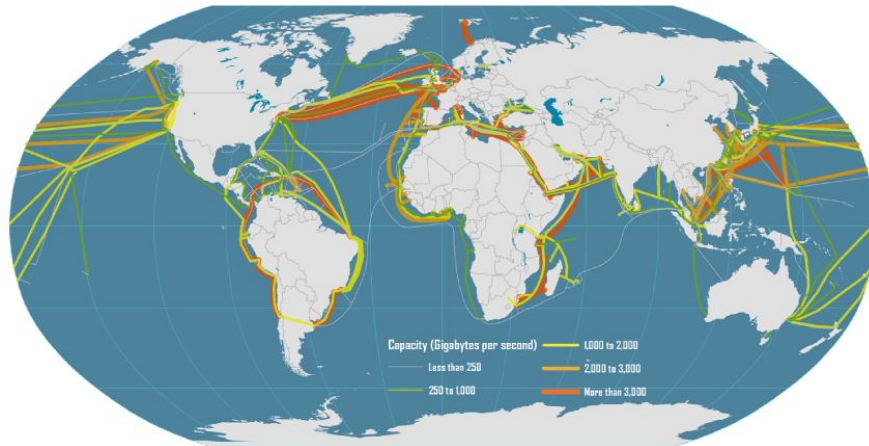 Capacity (Gigabytes per second)
Less than 250
250 to 1,000
1,000 to 2,000
2,000 to 3,000
More than 3,000